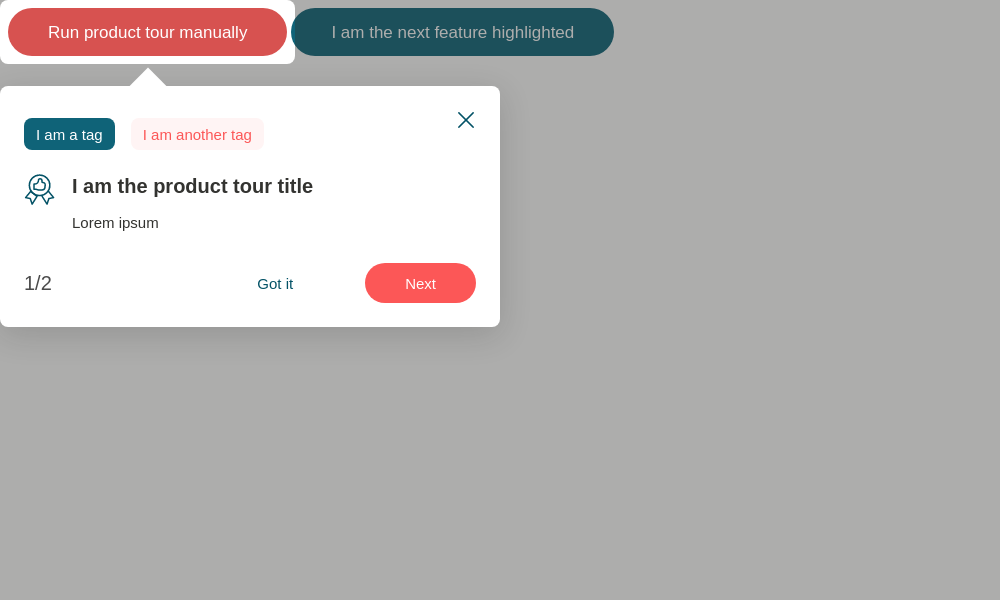 Run product tour manually
I am the next feature highlighted
I am a tag
I am another tag
I am the product tour title
Lorem ipsum
1/2
Got it
Next